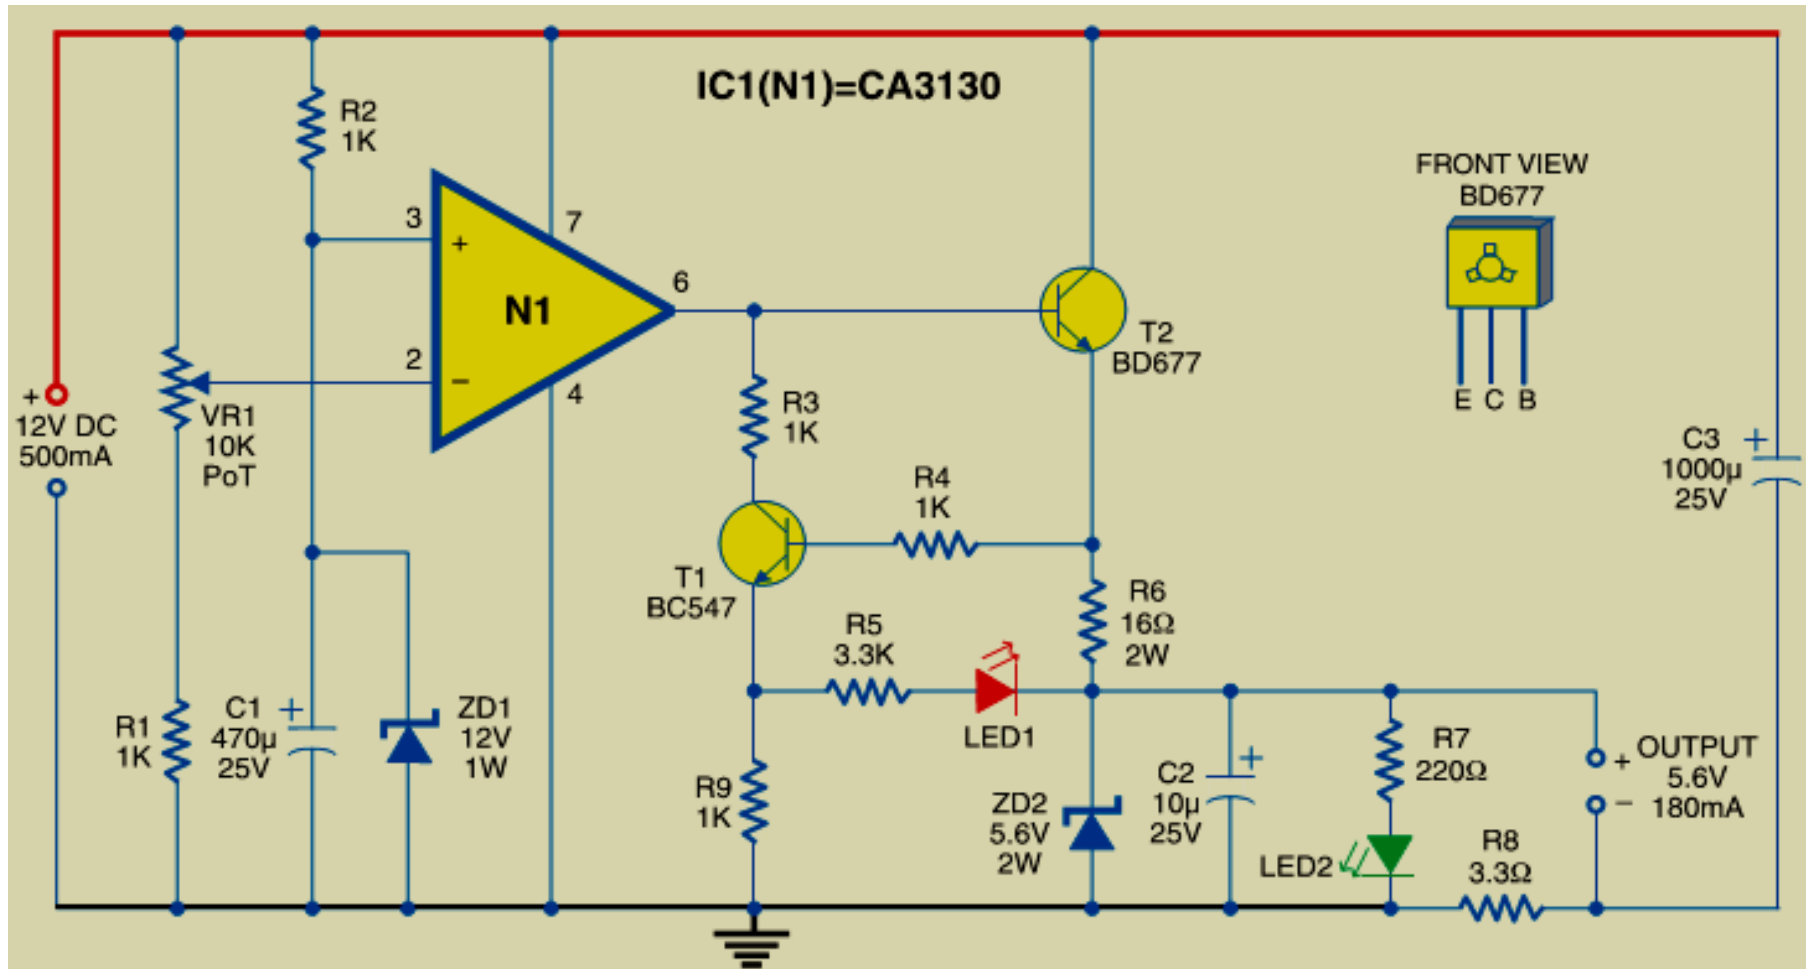 IC1(N1)=CA3130
R2
1K
FRONT VIEW
BD677
E C B
3
+
7
6
N1
2
−
4
+
12V DC
500mA
VR1
10K
PoT
T2
BD677
R3
1K
R4
1K
C3
1000µ
25V
+
T1
BC547
R6
16Ω
2W
R5
3.3K
LED1
R1
1K
C1
470µ
25V
+
ZD1
12V
1W
R9
1K
ZD2
5.6V
2W
C2
10µ
25V
+
R7
220Ω
LED2
R8
3.3Ω
+ OUTPUT
5.6V
− 180mA